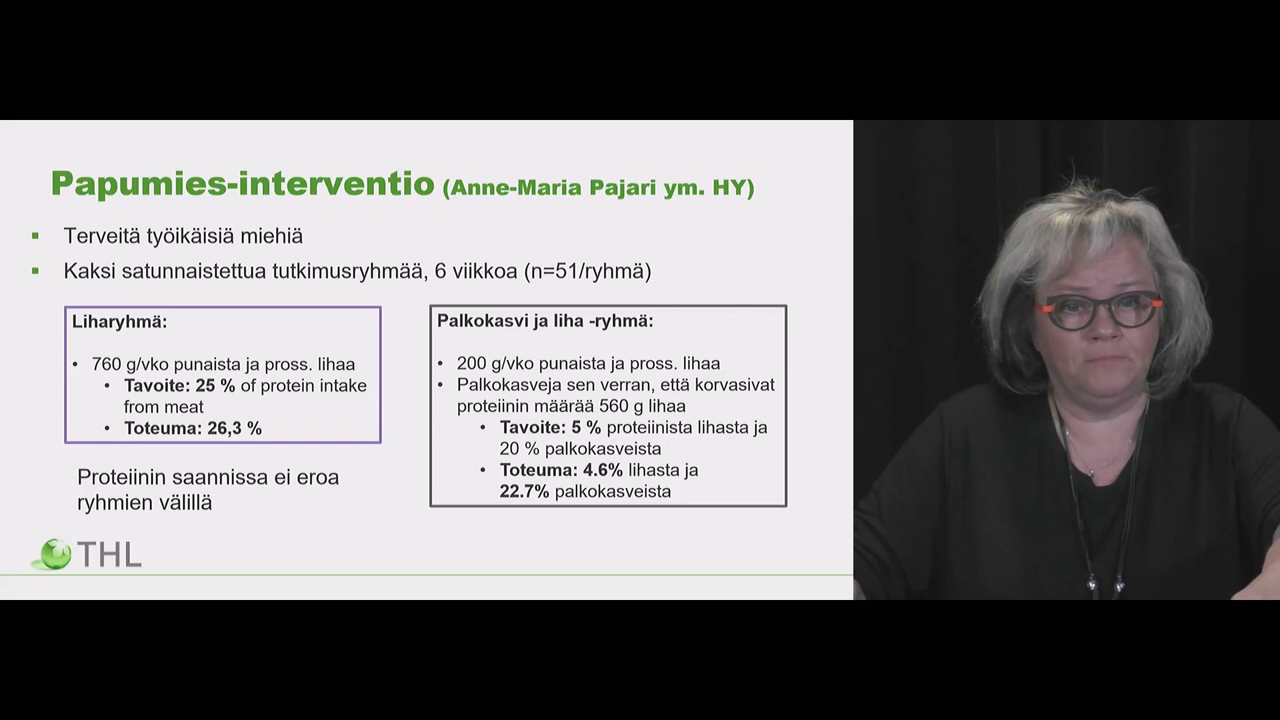 Papumies-interventio (Anne-Maria Pajari ym. HY)
▪ Terveitä työikäisiä miehiä
▪ Kaksi satunnaistettua tutkimusryhmää, 6 viikkoa (n=51/ryhmä)
Liharyhmä:
• 760 g/vko punaista ja pross. lihaa
• Tavoite: 25 % of protein intake
from meat
• Toteuma: 26,3 %
Proteiinin saannissa ei eroa
ryhmien välillä
Palkokasvi ja liha -ryhmä:
• 200 g/vko punaista ja pross. lihaa
• Palkokasveja sen verran, että korvasivat
proteiinin määrää 560 g lihaa
• Tavoite: 5 % proteiinista lihasta ja
20 % palkokasveista
• Toteuma: 4.6% lihasta ja
22.7% palkokasveista
THL